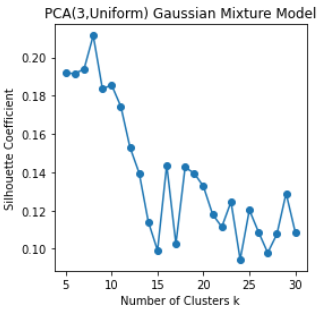 PCA(3,Uniform) Gaussian Mixture Model
0.20
0.18
0.16
0.14
0.12
0.10
Silhouette Coefficient
5 10 15 20 25 30
Number of Clusters k